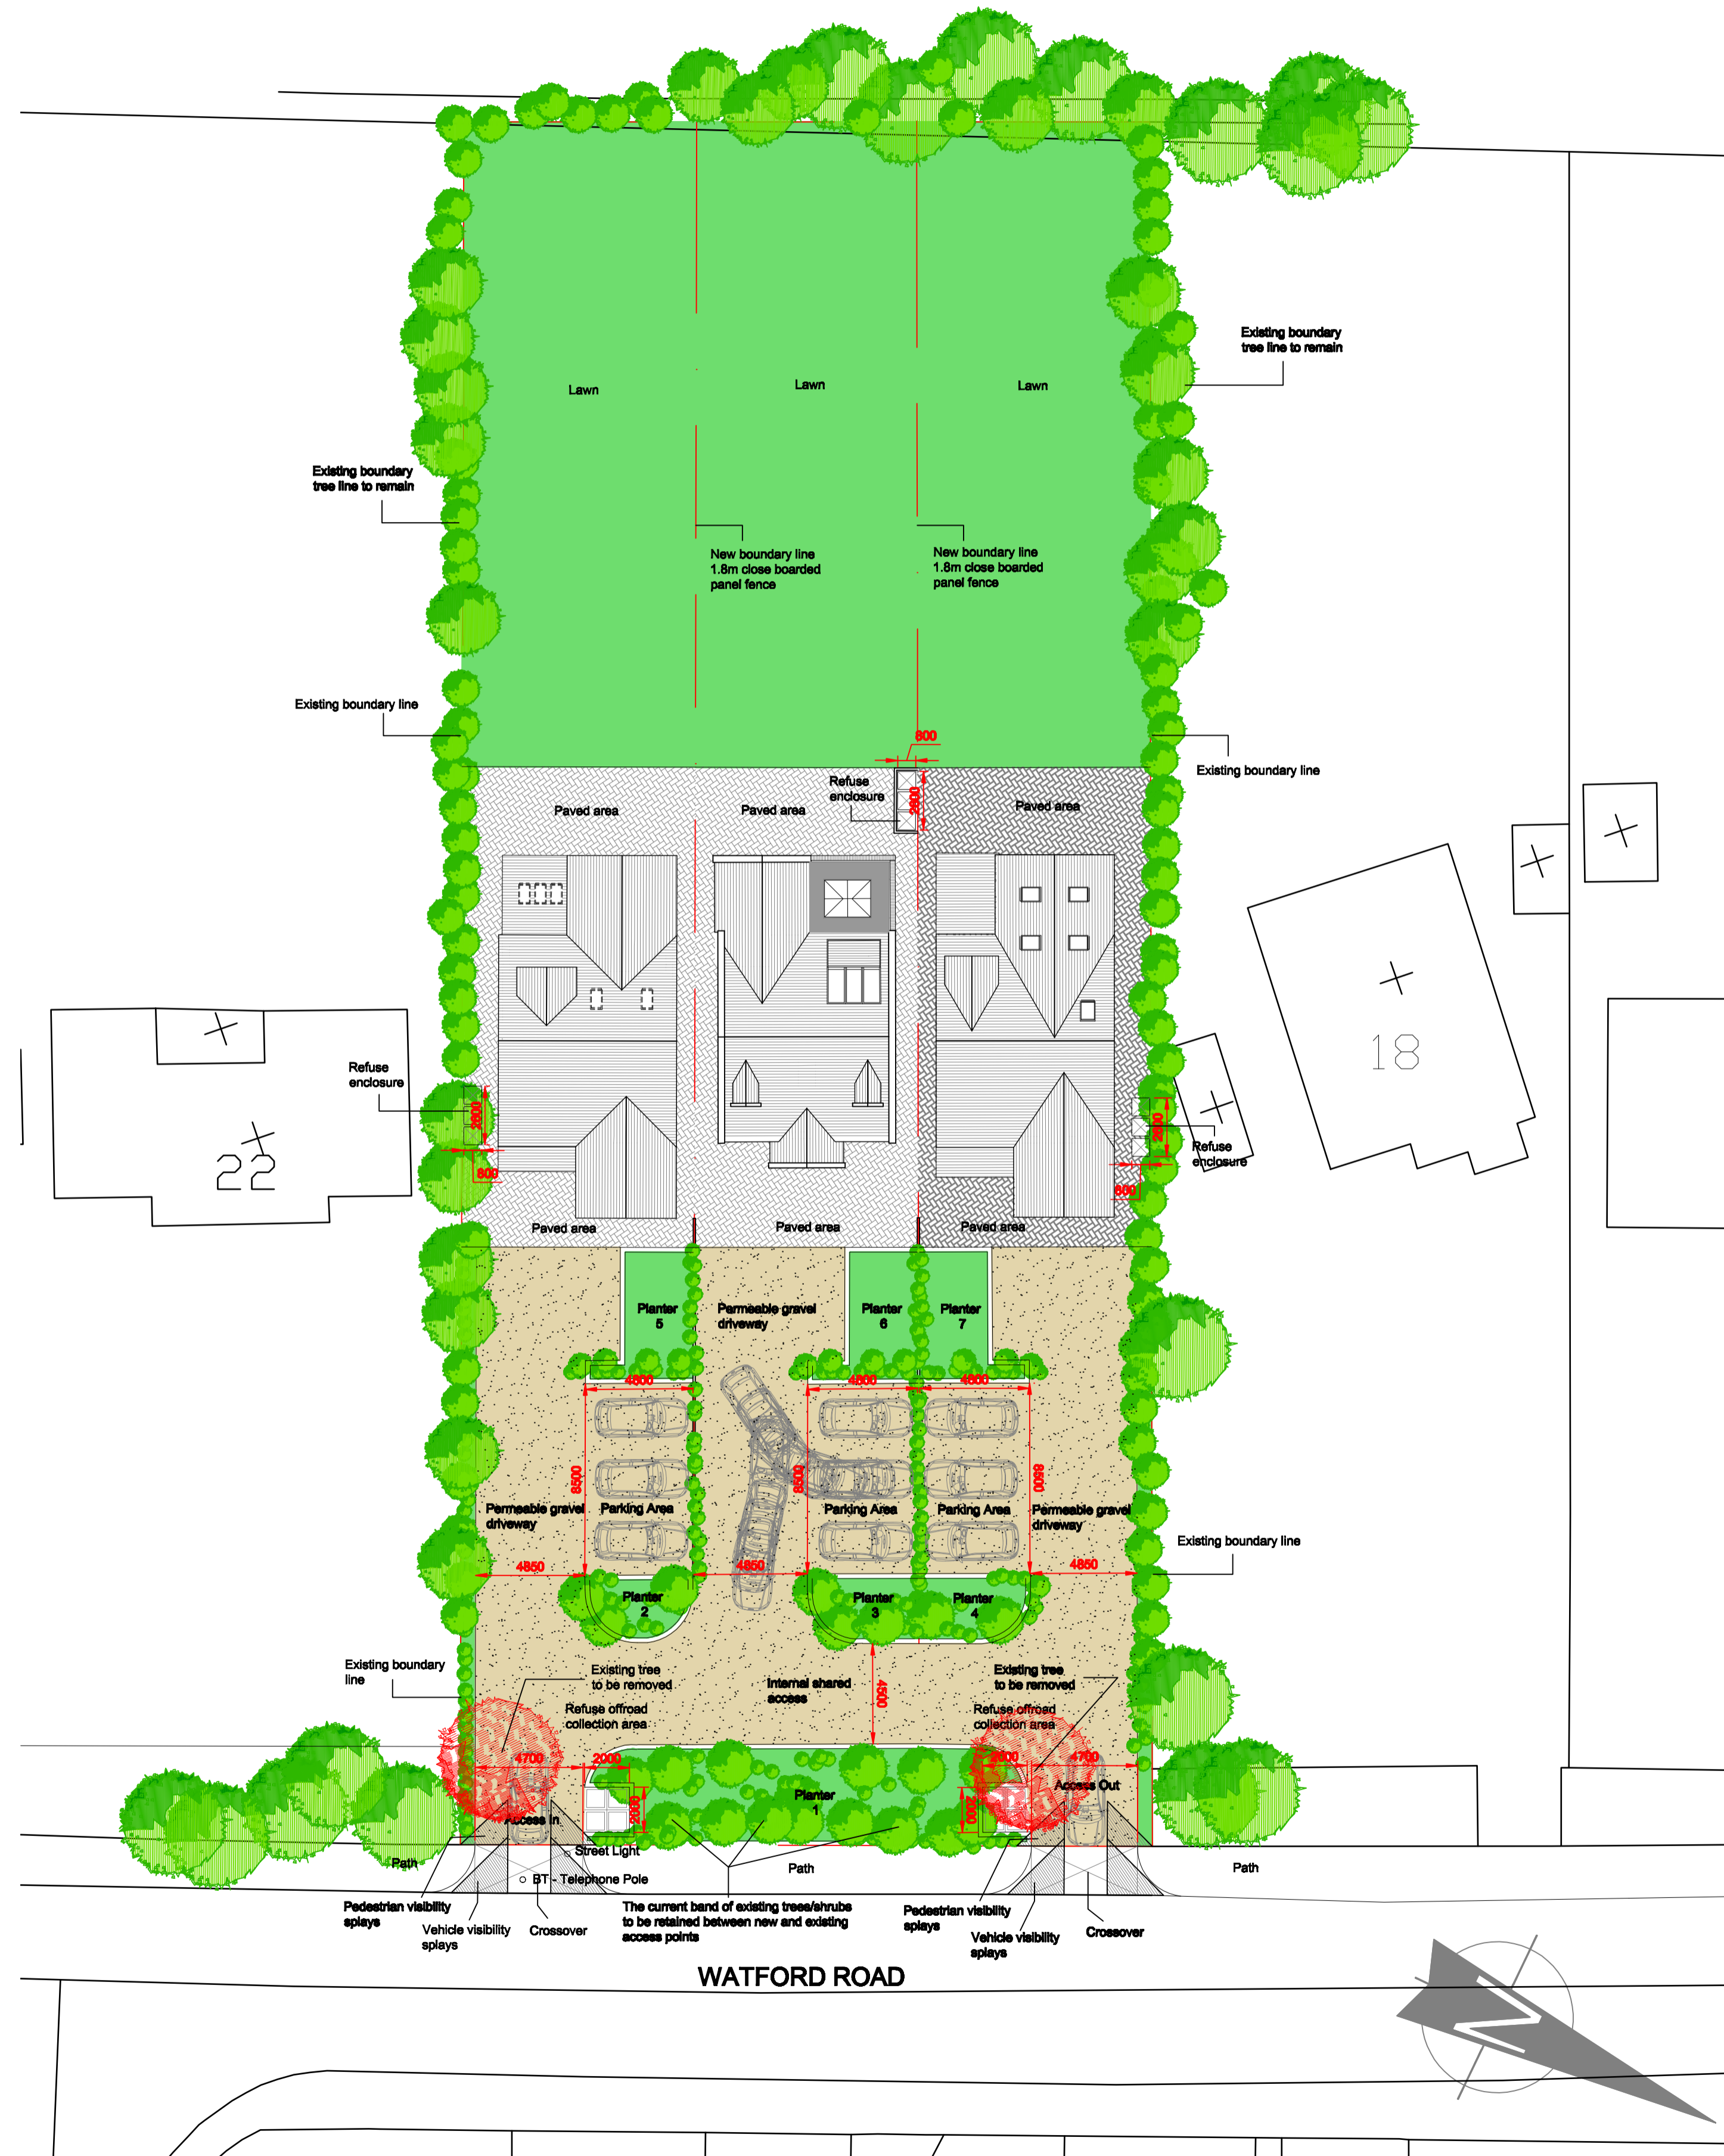 Existing boundary
tree line to remain
Lawn
Lawn
Lawn
Existing boundary
tree line to remain
New boundary line
1.8m close boarded
panel fence
New boundary line
1.8m close boarded
panel fence
Existing boundary line
800
Existing boundary line
Refuse
enclosure
2600
Paved area
Paved area
Paved area
18
Refuse
enclosure
2600
800
22
2600
Refuse
enclosure
800
Paved area
Paved area
Paved area
Planter
5
Permeable gravel
driveway
Planter
6
Planter
7
4800
4800
4800
8500
8500
8500
Permeable gravel
driveway
Parking Area
Parking Area
Parking Area
Permeable gravel
driveway
Existing boundary line
4850
4850
4850
Planter
2
Planter
3
Planter
4
Existing boundary
line
Existing tree
to be removed
Internal shared
access
4500
Existing tree
to be removed
Refuse offroad
collection area
Refuse offroad
collection area
4700
2000
2000
4700
Access Out
Planter
1
2000
2000
Access In
Street Light
Path
Path
Path
BT - Telephone Pole
Pedestrian visibility
splays
Vehicle visibility
splays
Crossover
The current band of existing trees/shrubs
to be retained between new and existing
access points
Pedestrian visibility
splays
Vehicle visibility
splays
Crossover
WATFORD ROAD
N